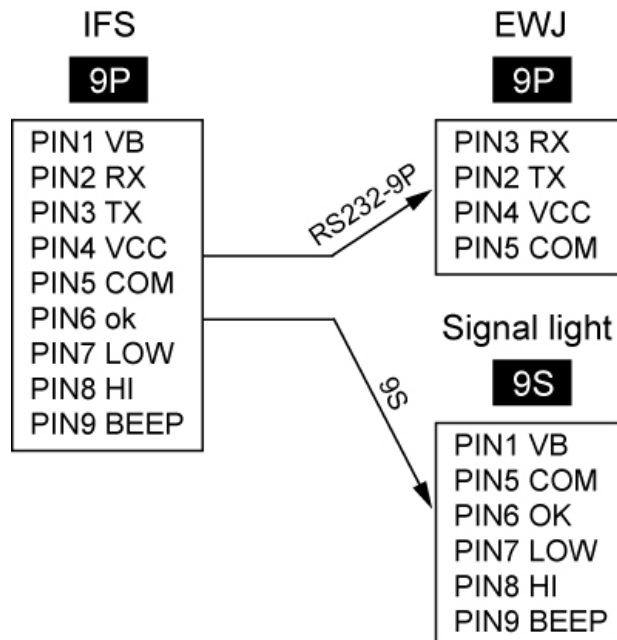 IFS
9P
PIN1 VB
PIN2 RX
PIN3 TX
PIN4 VCC
PIN5 COM
PIN6 ok
PIN7 LOW
PIN8 HI
PIN9 BEEP
RS232-9P
9S
EWJ
9P
PIN3 RX
PIN2 TX
PIN4 VCC
PIN5 COM
Signal light
9S
PIN1 VB
PIN5 COM
PIN6 OK
PIN7 LOW
PIN8 HI
PIN9 BEEP